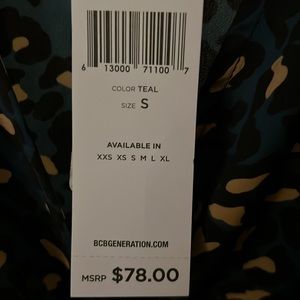 6 13000 71100 7
COLOR TEAL
SIZE S
AVAILABLE IN
XXS XS S M L XL
BCBGENERATION.COM
MSRP $78.00